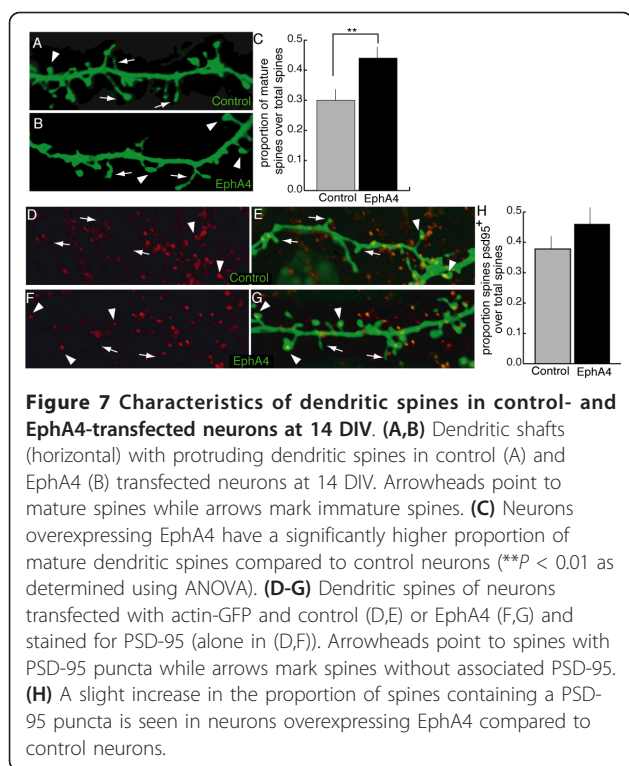 A
Control
B
EphA4
C
**
proportion of mature
spines over total spines
0.5
0.4
0.3
0.2
0.1
0.0
Control
EphA4
D
E
Control
F
G
EphA4
H
proportion spines psd95+
over total spines
0.5
0.4
0.3
0.2
0.1
0
Control
EphA4
Figure 7 Characteristics of dendritic spines in control- and
EphA4-transfected neurons at 14 DIV. (A,B) Dendritic shafts
(horizontal) with protruding dendritic spines in control (A) and
EphA4 (B) transfected neurons at 14 DIV. Arrowheads point to
mature spines while arrows mark immature spines. (C) Neurons
overexpressing EphA4 have a significantly higher proportion of
mature dendritic spines compared to control neurons (**P < 0.01 as
determined using ANOVA). (D-G) Dendritic spines of neurons
transfected with actin-GFP and control (D,E) or EphA4 (F,G) and
stained for PSD-95 (alone in (D,F)). Arrowheads point to spines with
PSD-95 puncta while arrows mark spines without associated PSD-95.
(H) A slight increase in the proportion of spines containing a PSD-
95 puncta is seen in neurons overexpressing EphA4 compared to
control neurons.